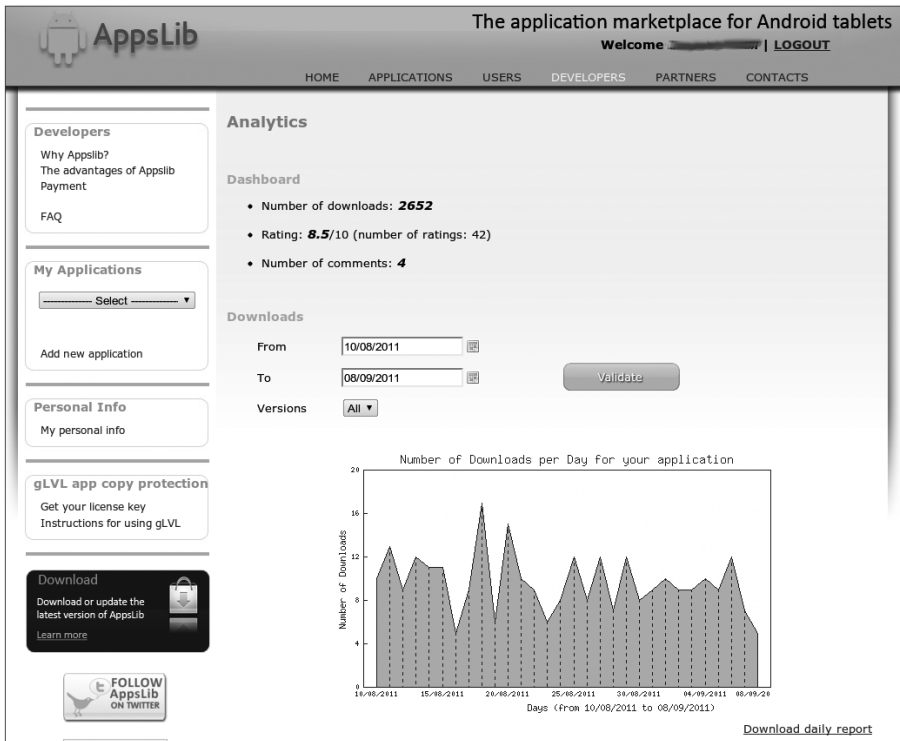 AppsLib
The application marketplace for Android tablets
Welcome | LOGOUT
HOME APPLICATIONS USERS DEVELOPERS PARTNERS CONTACTS
Developers
Why Appslib?
The advantages of Appslib
Payment
FAQ
My Applications
-------------- Select --------------
Add new application
Personal Info
My personal info
gLVL app copy protection
Get your license key
Instructions for using gLVL
Download
Download or update the
latest version of AppsLib
Learn more
FOLLOW
AppsLib
ON TWITTER
Analytics
Dashboard
• Number of downloads: 2652
• Rating: 8.5/10 (number of ratings: 42)
• Number of comments: 4
Downloads
From 10/08/2011
To 08/09/2011
Validate
Versions All
Number of Downloads per Day for your application
Number of Downloads
20
16
12
8
4
0
10/08/2011 15/08/2011 20/08/2011 25/08/2011 30/08/2011 04/09/2011 08/09/20
Days (from 10/08/2011 to 08/09/2011)
Download daily report